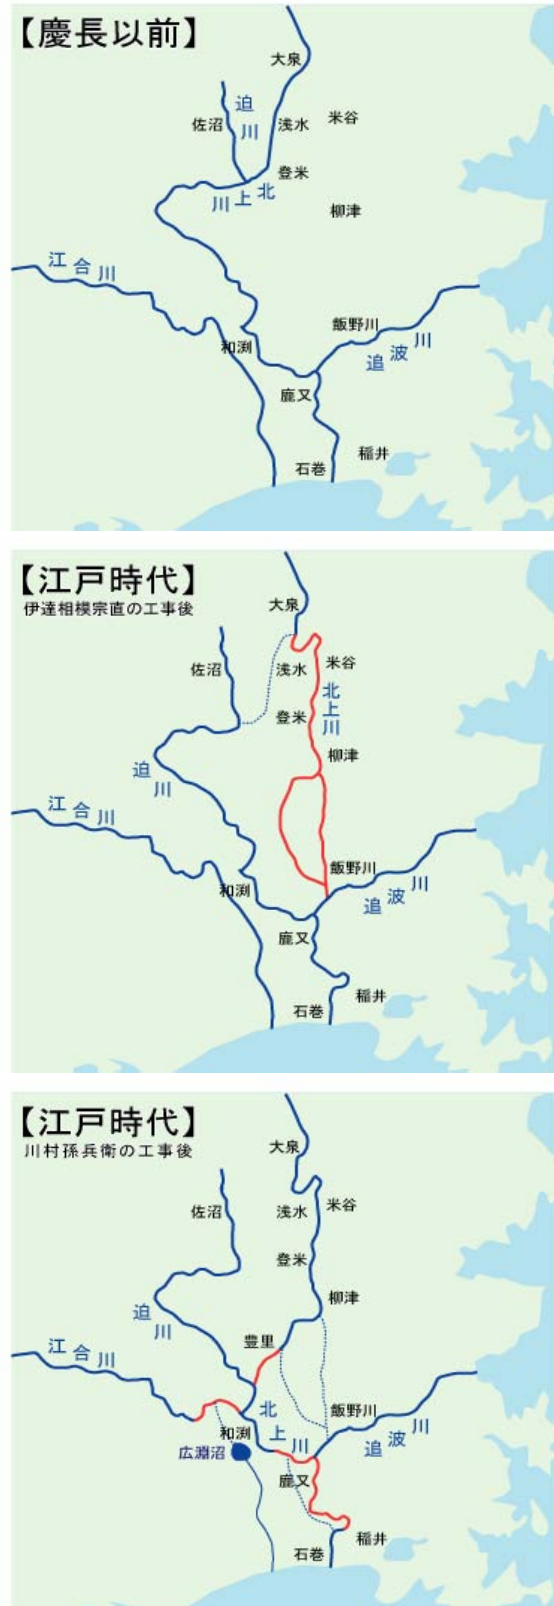 【慶長以前】
大泉
迫川
佐沼
浅水
米谷
登米
北上川
柳津
江合川
飯野川
追波川
和渕
鹿又
稲井
石巻
【江戸時代】
伊達相模宗直の工事後
大泉
佐沼
浅水
米谷
北上川
登米
柳津
迫川
江合川
飯野川
追波川
和渕
鹿又
稲井
石巻
【江戸時代】
川村孫兵衛の工事後
大泉
佐沼
浅水
米谷
登米
柳津
迫川
豊里
江合川
北上川
飯野川
追波川
和渕
広淵沼
鹿又
稲井
石巻